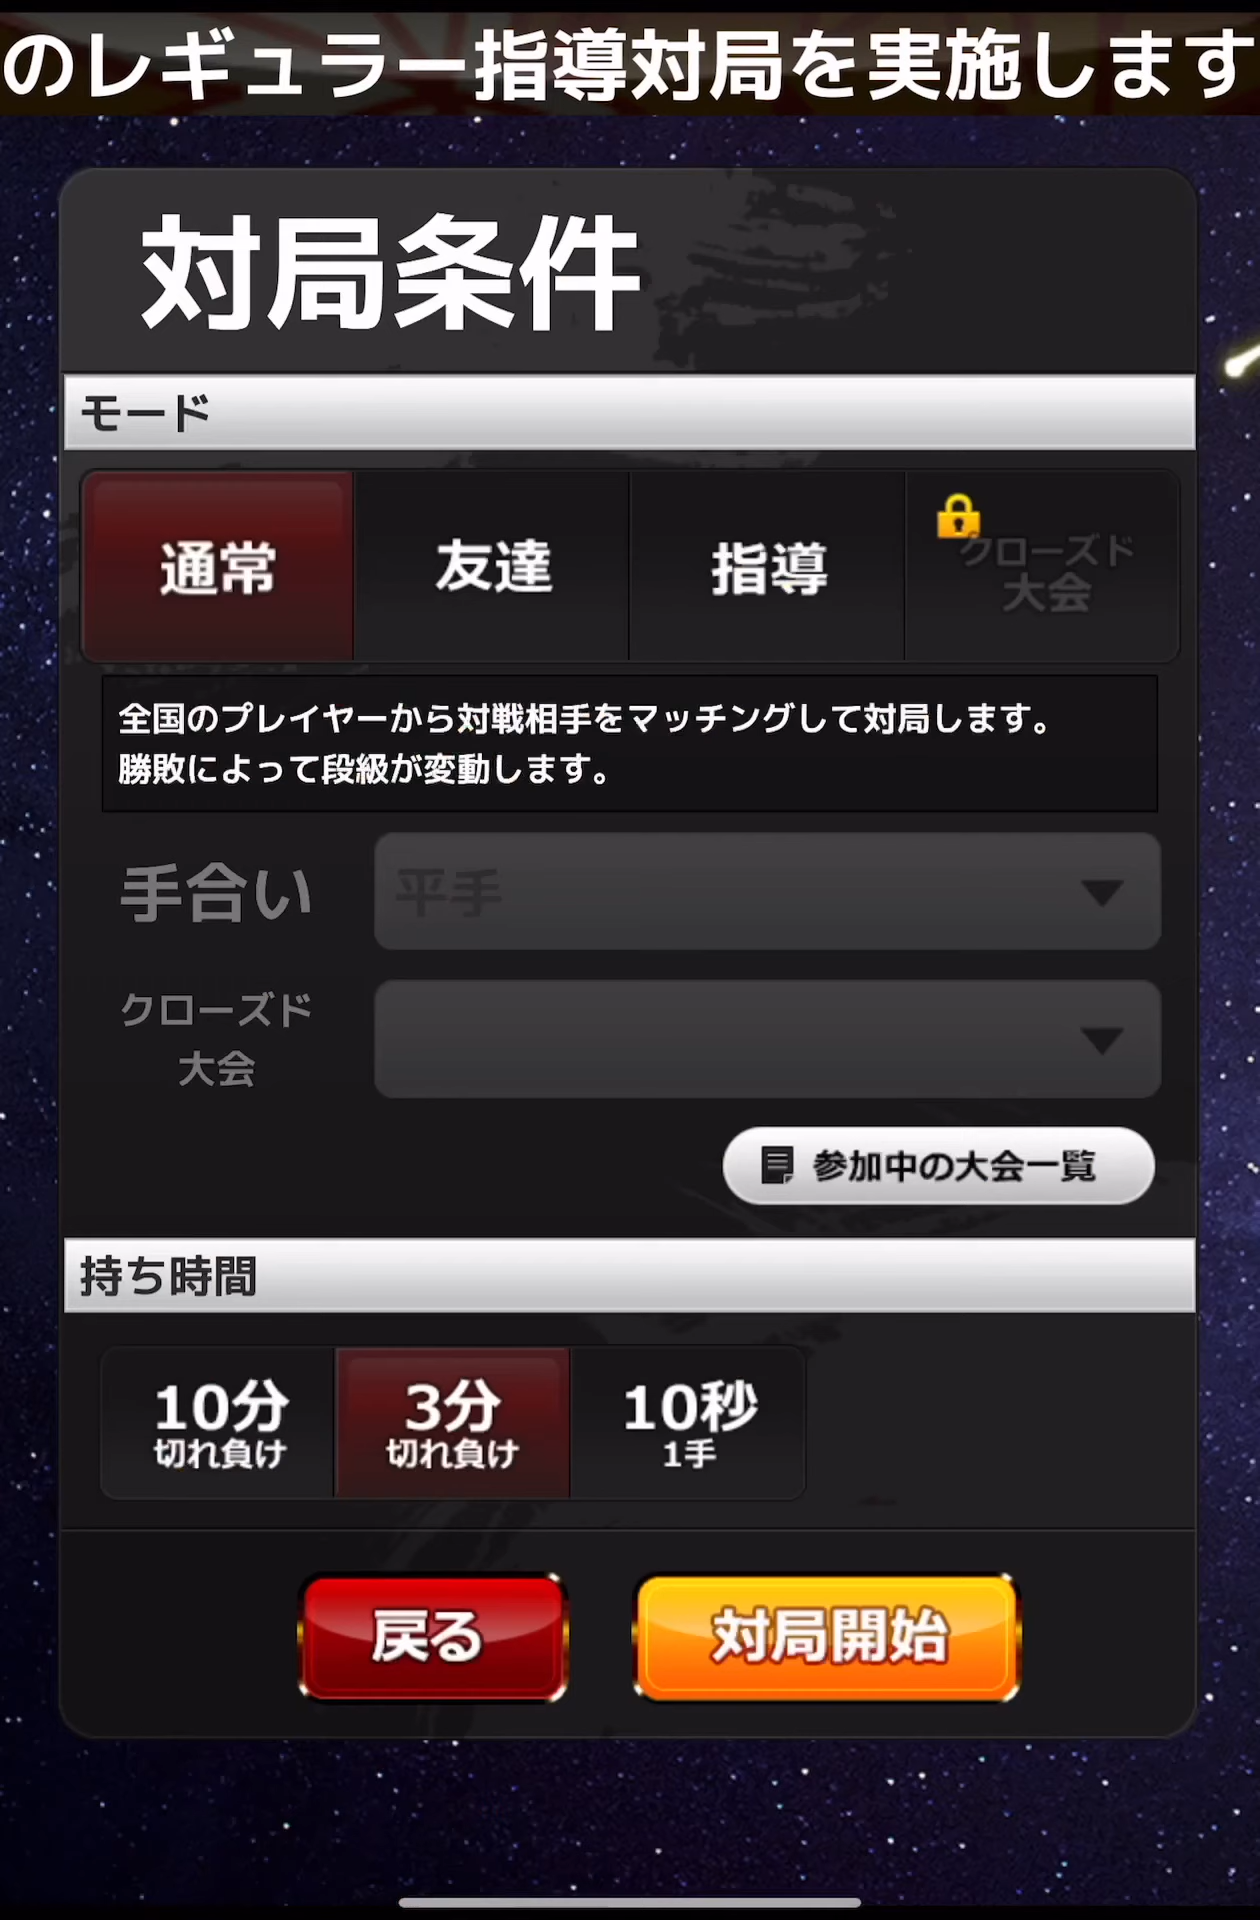 のレギュラー指導対局を実施します
対局条件
モード
通常
友達
指導
クローズド
大会
全国のプレイヤーから対戦相手をマッチングして対局します。
勝敗によって段級が変動します。
手合い
平手
クローズド
大会
参加中の大会一覧
持ち時間
10分
切れ負け
3分
切れ負け
10秒
1手
戻る
対局開始